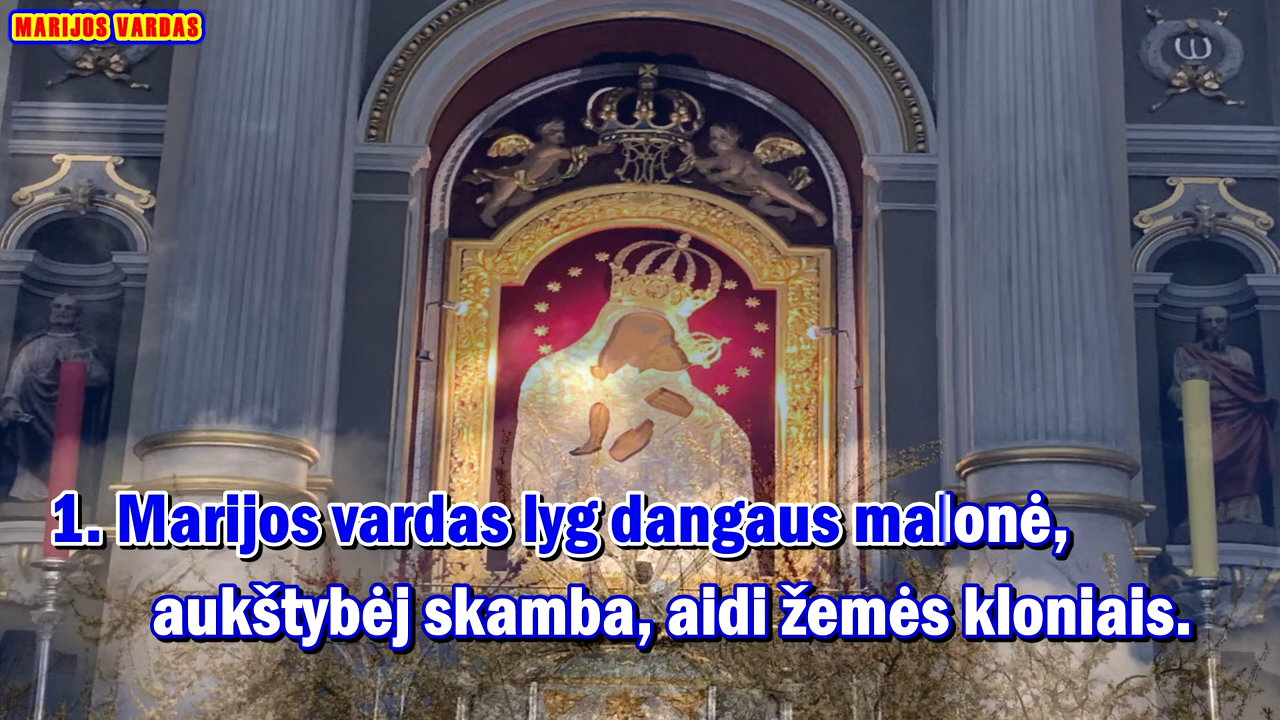 MARIJOS VARDAS
ω
1. Marijos vardas lyg dangaus malonė,
aukštybėj skamba, aidi žemės kloniais.